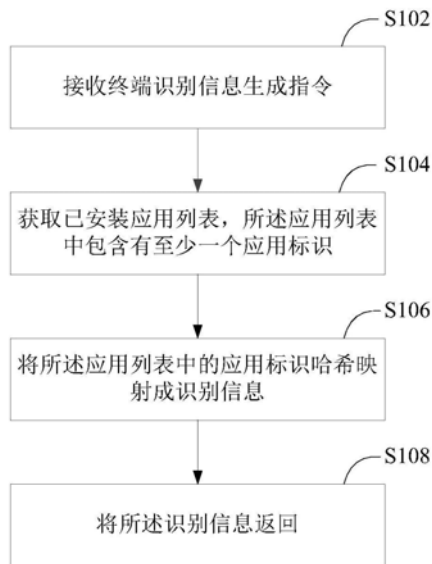 S102
接收终端识别信息生成指令
S104
获取已安装应用列表，所述应用列表
中包含有至少一个应用标识
S106
将所述应用列表中的应用标识哈希映
射成识别信息
S108
将所述识别信息返回